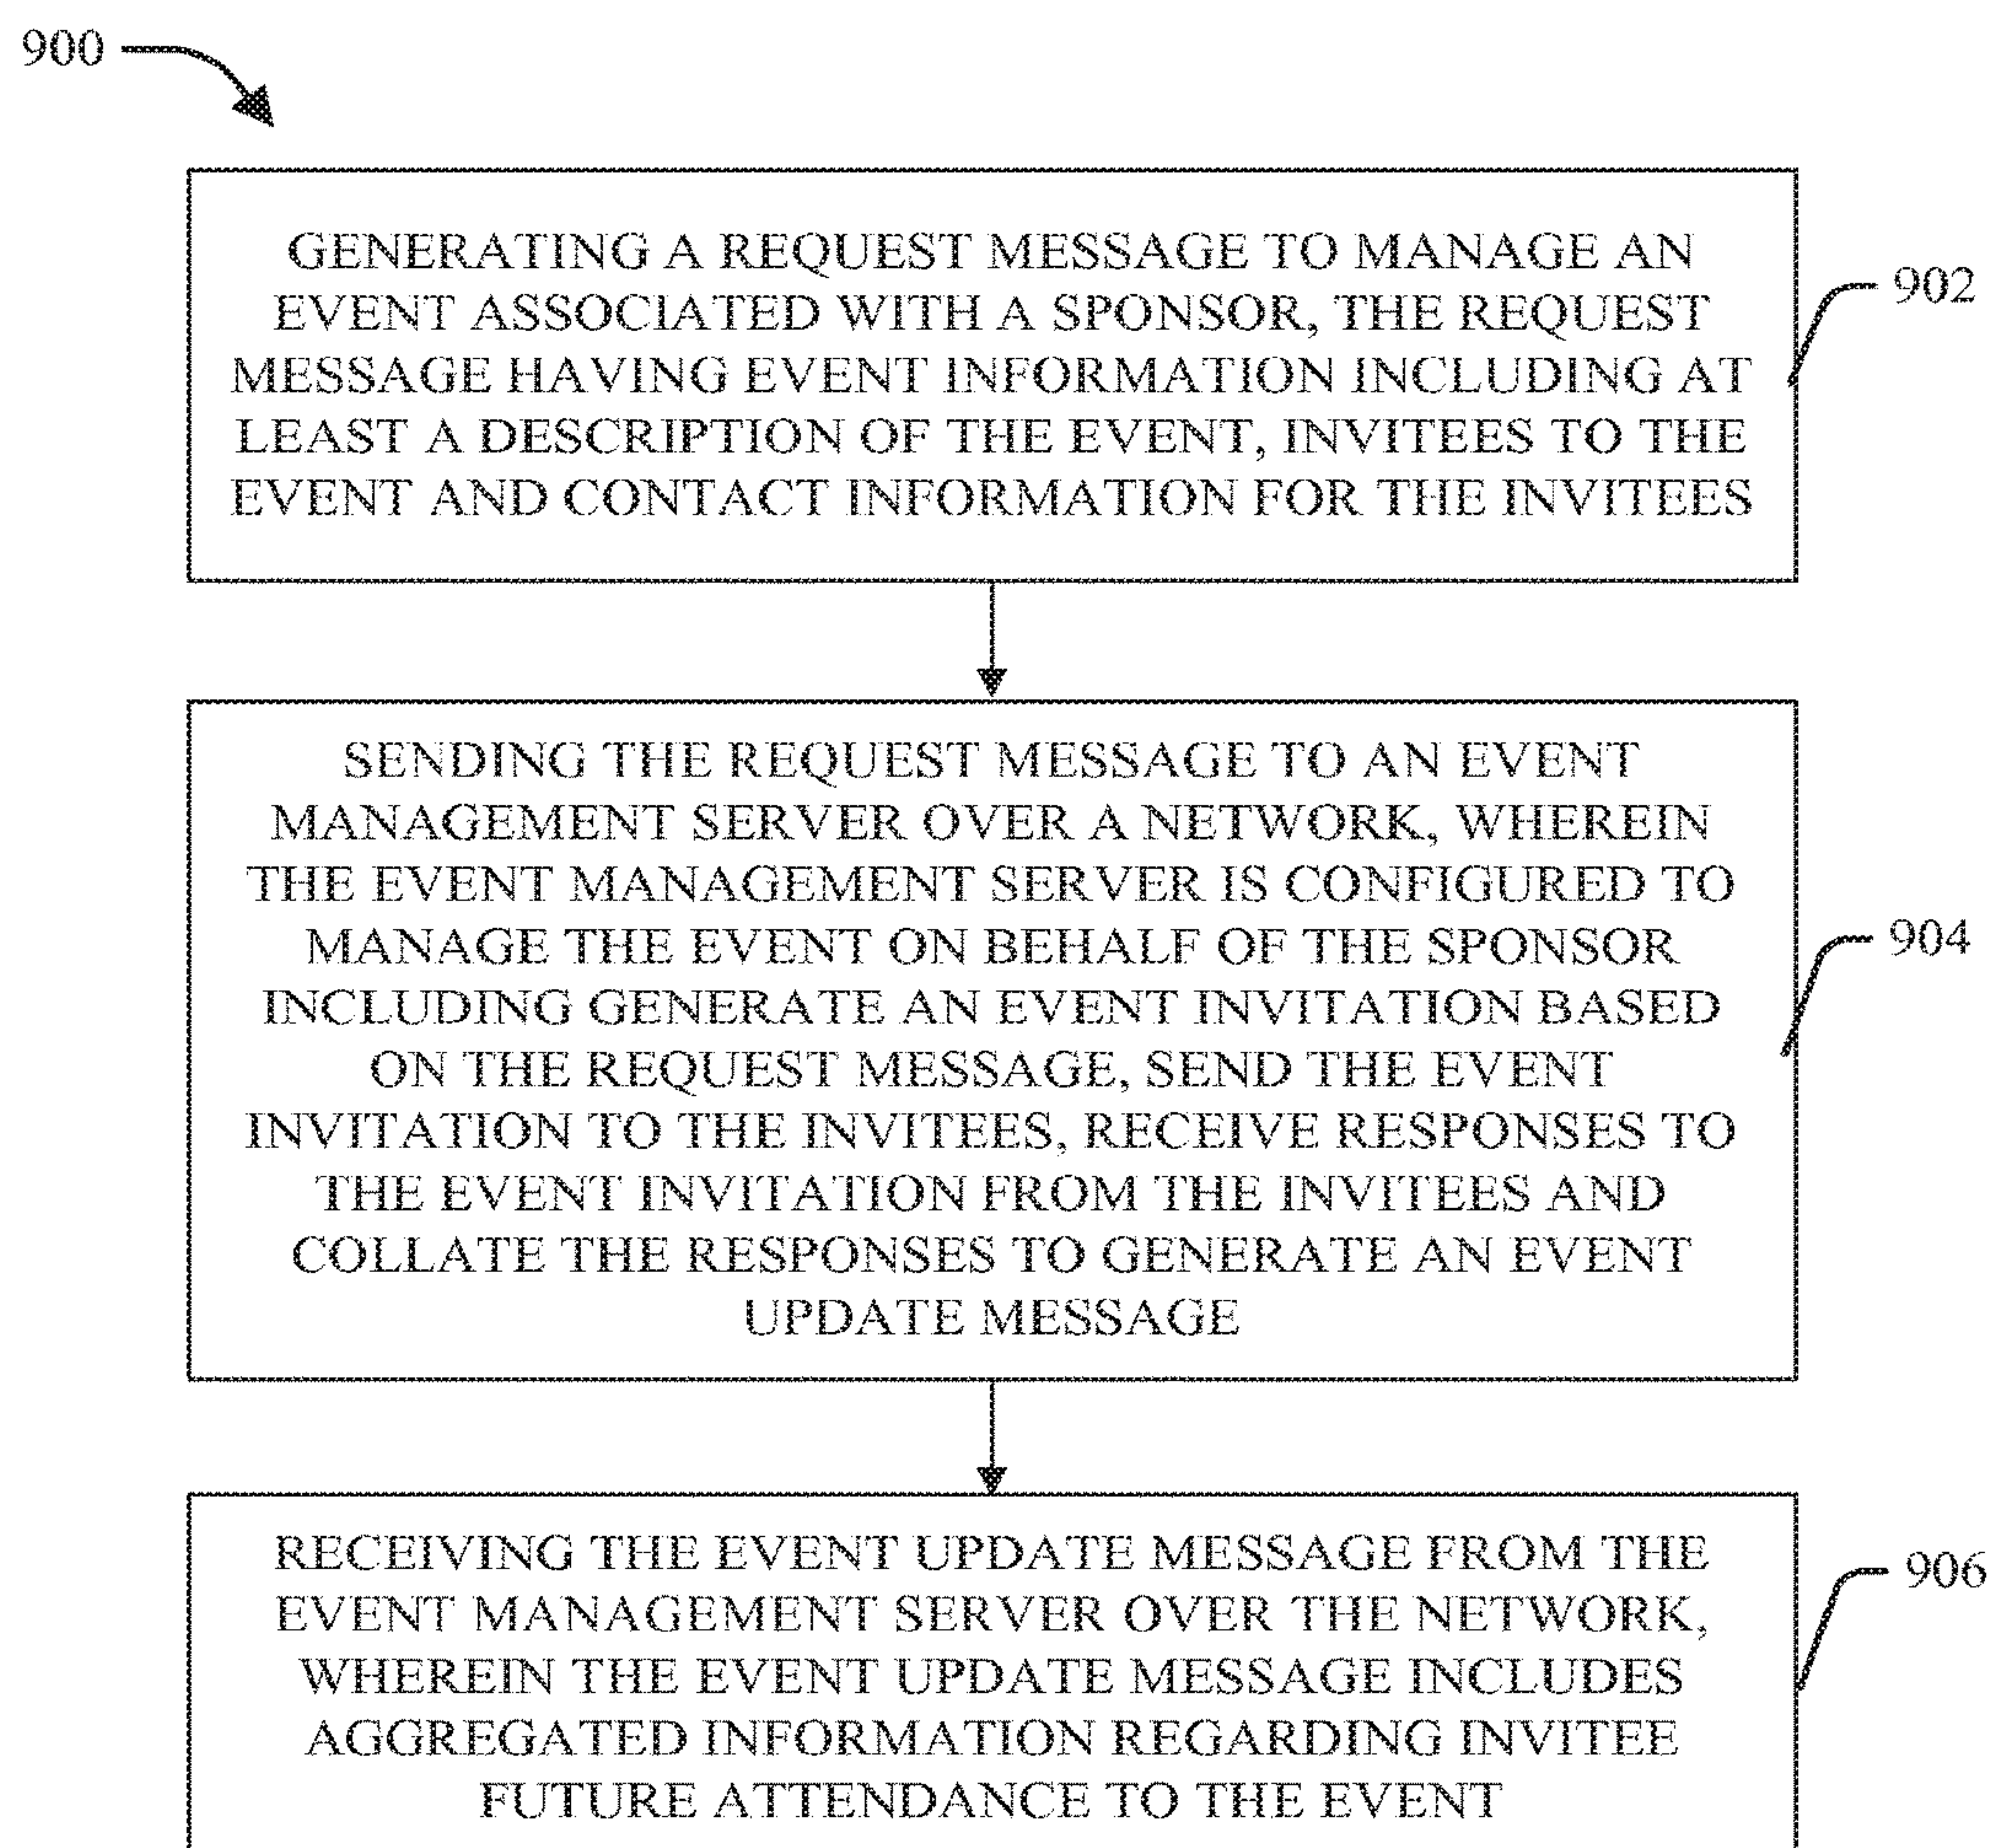 900
GENERATING A REQUEST MESSAGE TO MANAGE AN
EVENT ASSOCIATED WITH A SPONSOR, THE REQUEST
MESSAGE HAVING EVENT INFORMATION INCLUDING AT
LEAST A DESCRIPTION OF THE EVENT, INVITEES TO THE
EVENT AND CONTACT INFORMATION FOR THE INVITEES
902
SENDING THE REQUEST MESSAGE TO AN EVENT
MANAGEMENT SERVER OVER A NETWORK, WHEREIN
THE EVENT MANAGEMENT SERVER IS CONFIGURED TO
MANAGE THE EVENT ON BEHALF OF THE SPONSOR
INCLUDING GENERATE AN EVENT INVITATION BASED
ON THE REQUEST MESSAGE, SEND THE EVENT
INVITATION TO THE INVITEES, RECEIVE RESPONSES TO
THE EVENT INVITATION FROM THE INVITEES AND
COLLATE THE RESPONSES TO GENERATE AN EVENT
UPDATE MESSAGE
904
RECEIVING THE EVENT UPDATE MESSAGE FROM THE
EVENT MANAGEMENT SERVER OVER THE NETWORK,
WHEREIN THE EVENT UPDATE MESSAGE INCLUDES
AGGREGATED INFORMATION REGARDING INVITEE
FUTURE ATTENDANCE TO THE EVENT
906